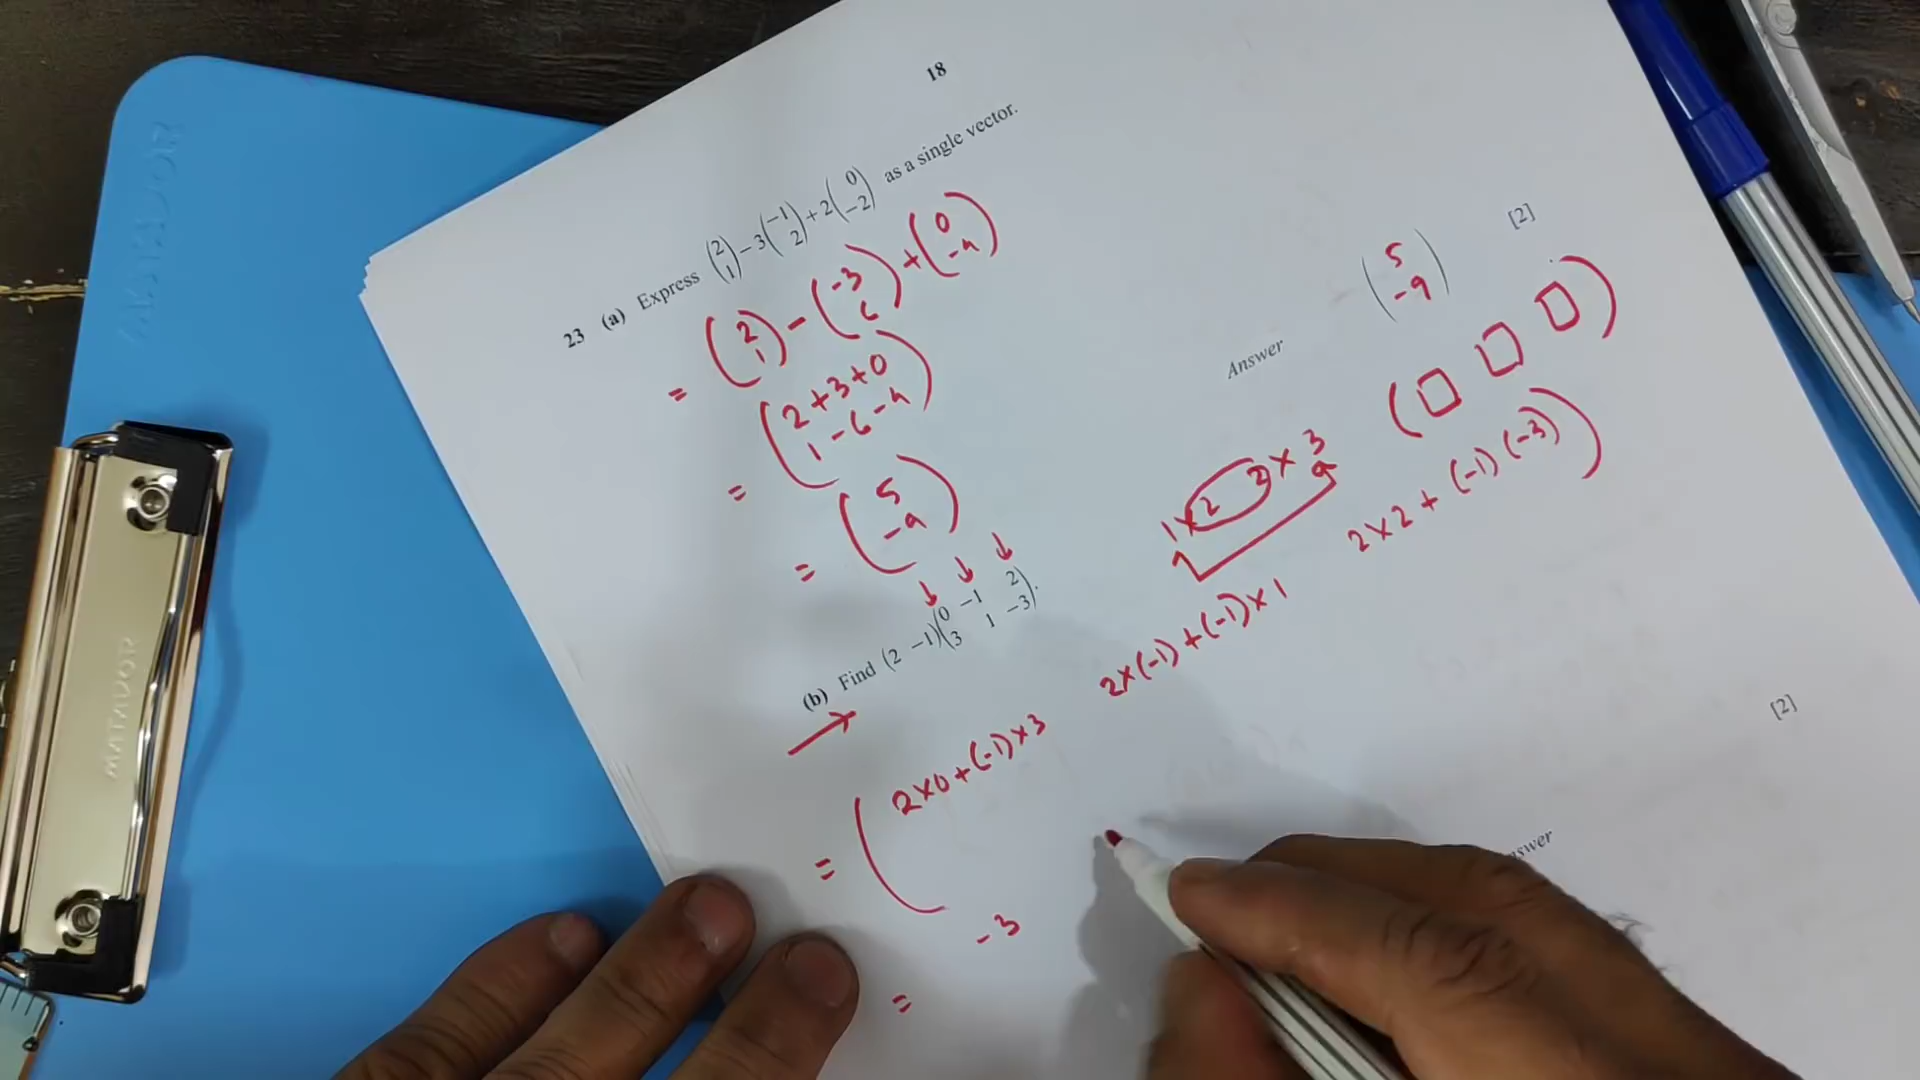 18
23 (a) Express (2 1) − 3(−1 2) + 2(0 −2) as a single vector.
[2]
= (2 1) − (-3 6) + (0 -4)
= (2+3+0 1-6-4)
= (5 -9)
Answer (5 -9)
(□ □ □)
1×2 2×3
(b) Find (2 −1)(0 −1 2 3 1 −3).
[2]
= (2×0+(-1)×3 2×(-1)+(-1)×1 2×2+(-1)(-3))
= -3
nswer
MATADOR
MATADOR